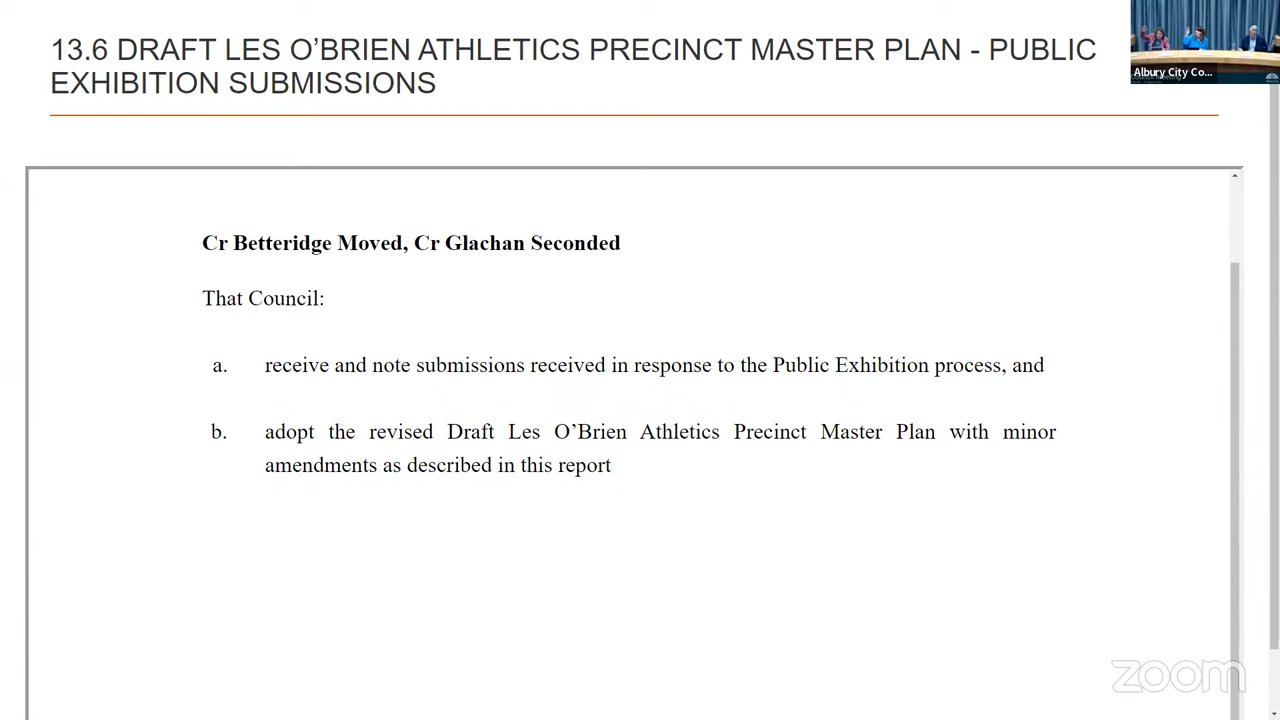 13.6 DRAFT LES O’BRIEN ATHLETICS PRECINCT MASTER PLAN - PUBLIC
EXHIBITION SUBMISSIONS
Albury City Co...
Cr Betteridge Moved, Cr Glachan Seconded
That Council:
a. receive and note submissions received in response to the Public Exhibition process, and
b. adopt the revised Draft Les O’Brien Athletics Precinct Master Plan with minor
amendments as described in this report
zoom